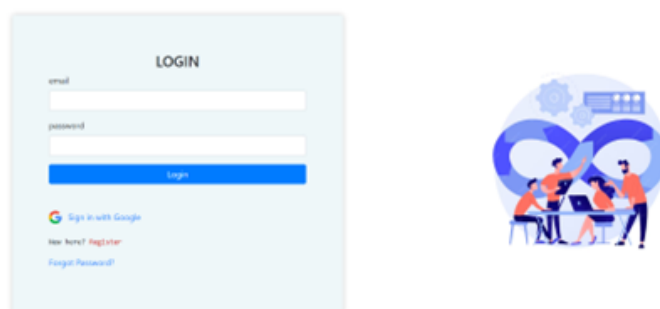 LOGIN
email
password
Login
Sign in with Google
New here? Register
Forgot Password?